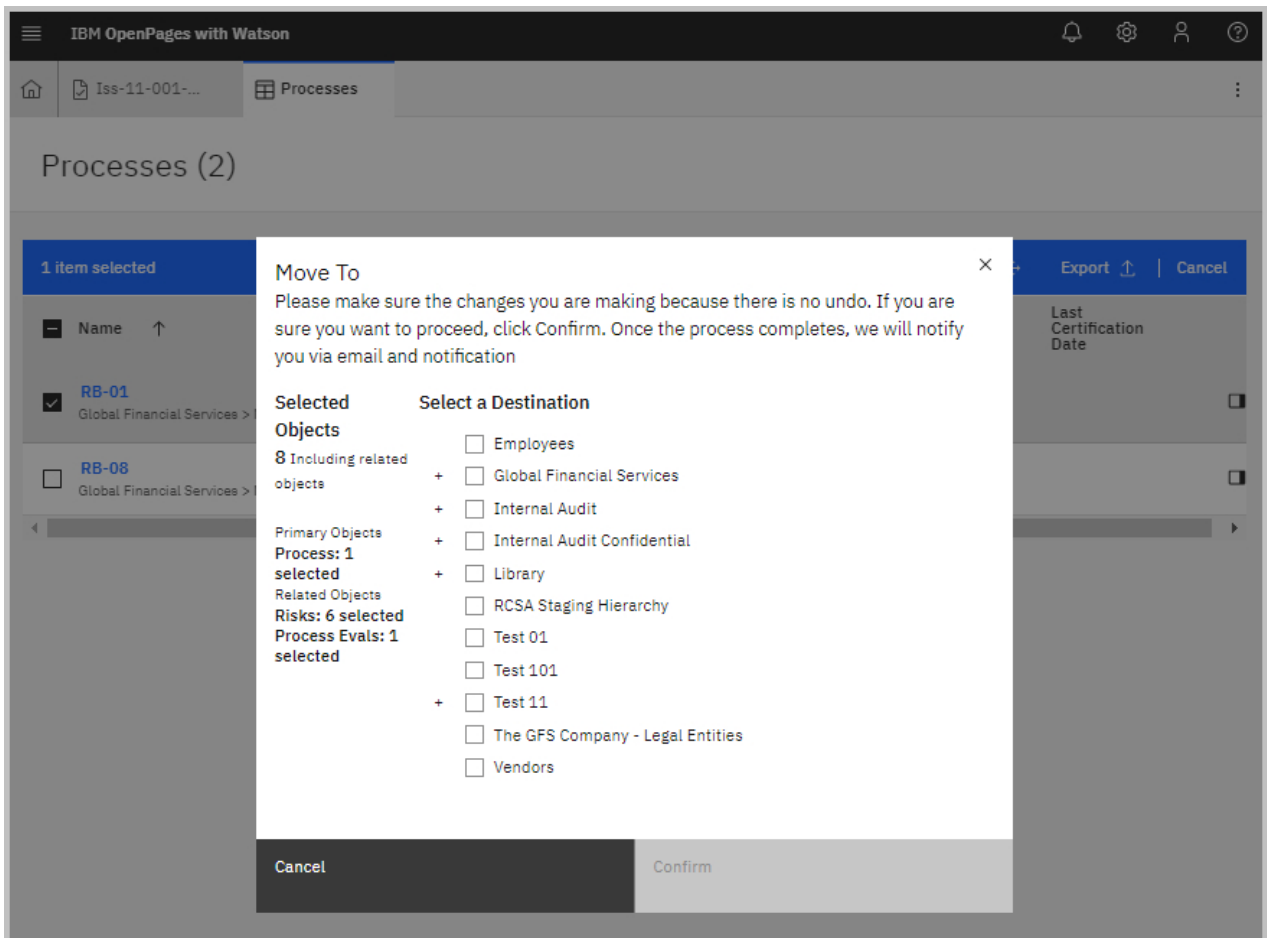 IBM OpenPages with Watson
Iss-11-001-...
Processes
Processes (2)
1 item selected
Export
Cancel
Name
Last
Certification
Date
RB-01
Global Financial Services >
RB-08
Global Financial Services >
Move To
Please make sure the changes you are making because there is no undo. If you are
sure you want to proceed, click Confirm. Once the process completes, we will notify
you via email and notification
Selected
Objects
8 Including related
objects
Primary Objects
Process: 1
selected
Related Objects
Risks: 6 selected
Process Evals: 1
selected
Select a Destination
Employees
+ Global Financial Services
+ Internal Audit
+ Internal Audit Confidential
+ Library
RCSA Staging Hierarchy
Test 01
Test 101
+ Test 11
The GFS Company - Legal Entities
Vendors
Cancel
Confirm